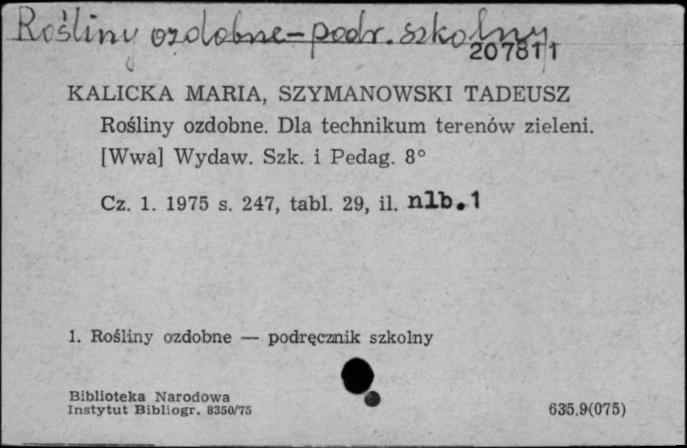 Rośliny ozdobne - podr. szkolny
207811
KALICKA MARIA, SZYMANOWSKI TADEUSZ
Rośliny ozdobne. Dla technikum terenów zieleni.
[Wwa] Wydaw. Szk. i Pedag. 8°
Cz. 1. 1975 s. 247, tabl. 29, il. nlb.1
1. Rośliny ozdobne — podręcznik szkolny
Biblioteka Narodowa
Instytut Bibliogr. 8350/75
635.9(075)